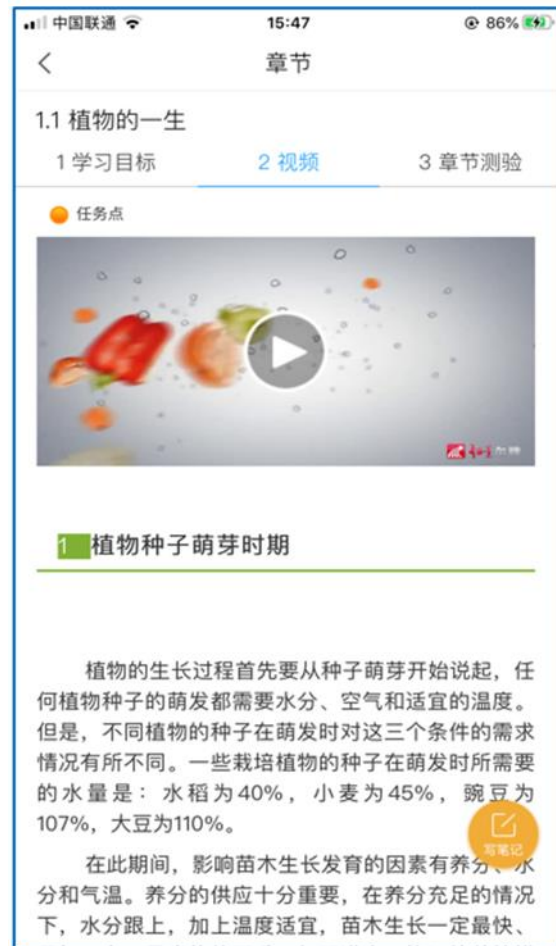 中国联通 15:47 86%
章节
1.1 植物的一生
1 学习目标 2 视频 3 章节测验
任务点
1 植物种子萌芽时期
植物的生长过程首先要从种子萌芽开始说起，任
何植物种子的萌发都需要水分、空气和适宜的温度。
但是，不同植物的种子在萌发时对这三个条件的需求
情况有所不同。一些栽培植物的种子在萌发时所需要
的水量是：水稻为40%，小麦为45%，豌豆为
107%，大豆为110%。
写笔记
在此期间，影响苗木生长发育的因素有养分、水
分和气温。养分的供应十分重要，在养分充足的情况
下，水分跟上，加上温度适宜，苗木生长一定最快、